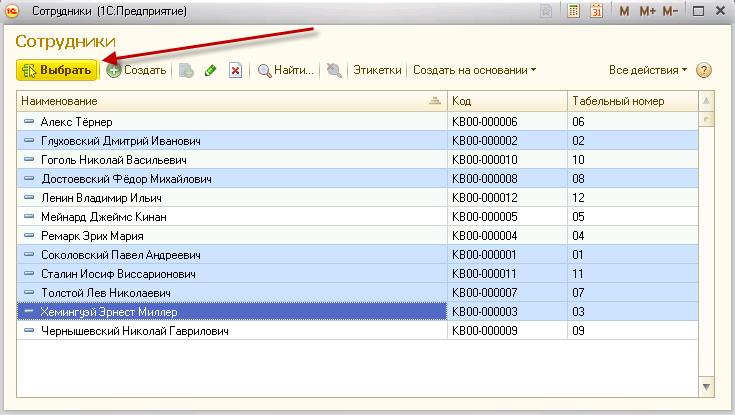 Сотрудники (1С:Предприятие)
31 M M+ M-
Сотрудники
Выбрать Создать Найти... Этикетки Создать на основании Все действия ?
Наименование Код Табельный номер
Алекс Тёрнер КВ00-000006 06
Глуховский Дмитрий Иванович КВ00-000002 02
Гоголь Николай Васильевич КВ00-000010 10
Достоевский Фёдор Михайлович КВ00-000008 08
Ленин Владимир Ильич КВ00-000012 12
Мейнард Джеймс Кинан КВ00-000005 05
Ремарк Эрих Мария КВ00-000004 04
Соколовский Павел Андреевич КВ00-000001 01
Сталин Иосиф Виссарионович КВ00-000011 11
Толстой Лев Николаевич КВ00-000007 07
Хемингуэй Эрнест Миллер КВ00-000003 03
Чернышевский Николай Гаврилович КВ00-000009 09